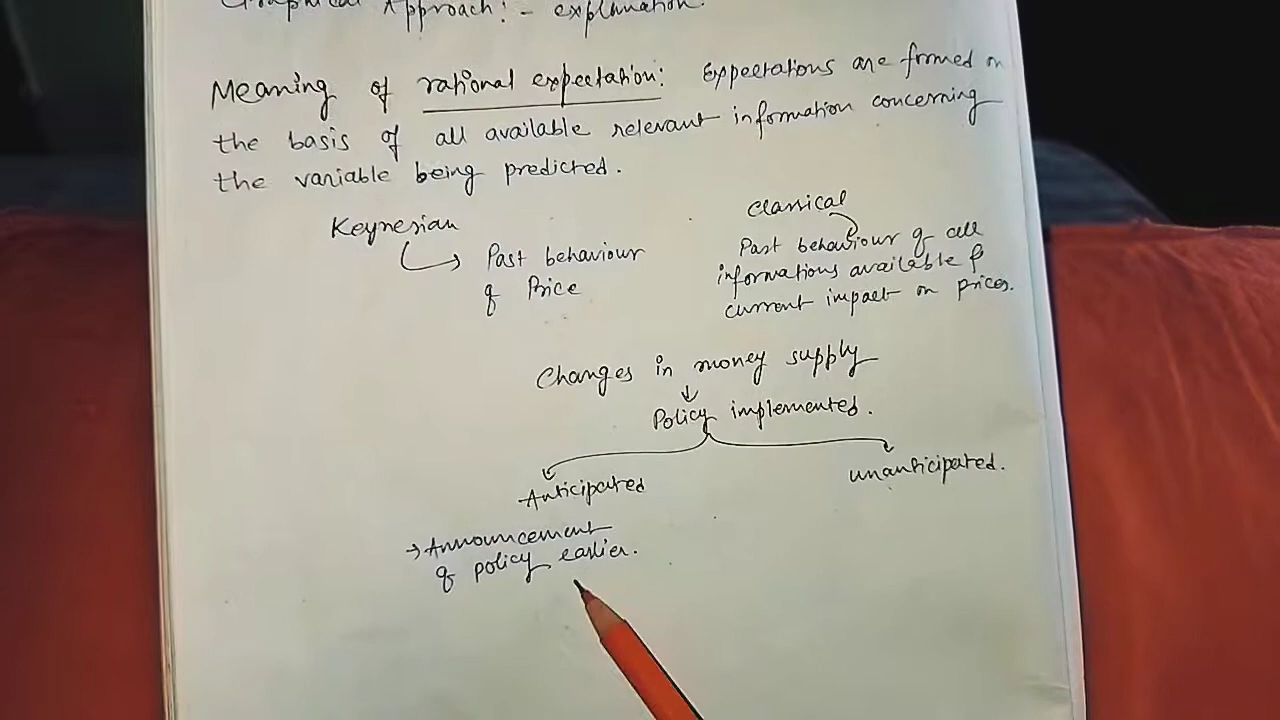 Graphical Approach:- explanation.
Meaning of rational expectation: Expectations are formed on
the basis of all available relevant information concerning
the variable being predicted.
Keynesian
Past behaviour
of Price
Classical
Past behaviour of all
informations available &
current impact on prices.
Changes in money supply
Policy implemented.
Anticipated
unanticipated.
→ Announcement
of policy earlier.